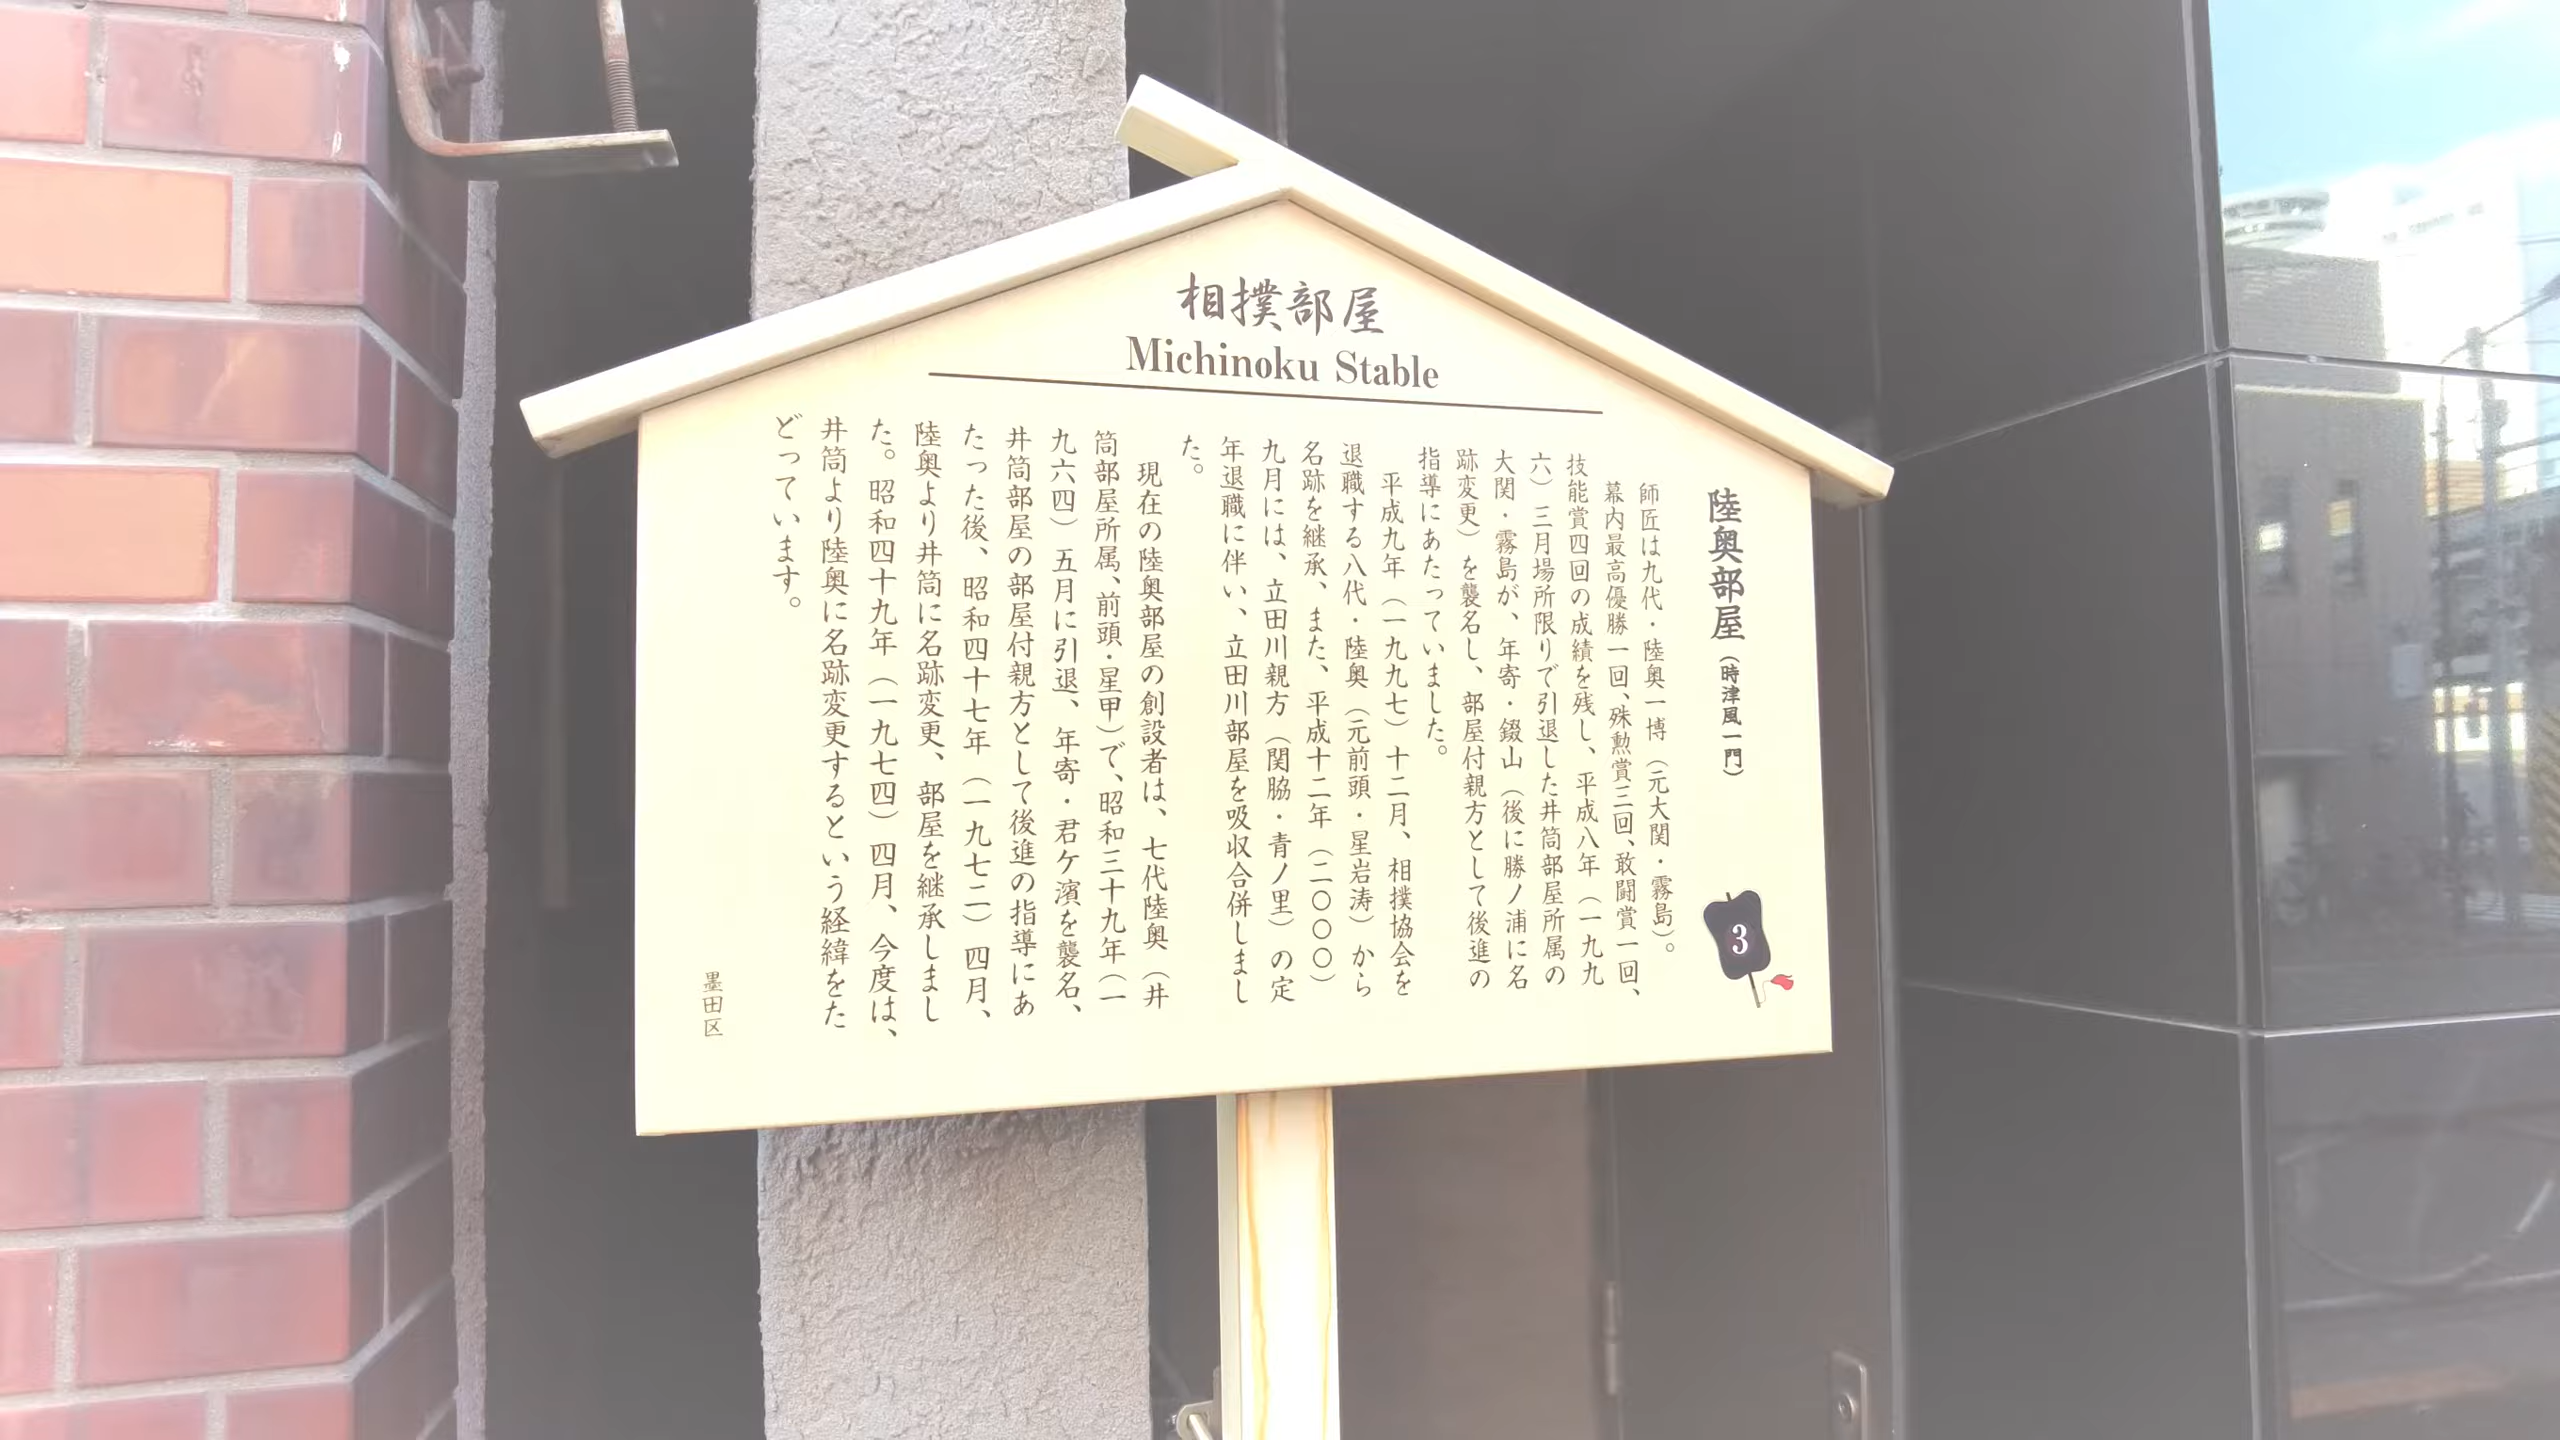 相撲部屋
Michinoku Stable
陸奥部屋(時津風一門)
師匠は九代・陸奥一博(元大関・霧島)。
幕内最高優勝一回、殊勲賞三回、敢闘賞一回、
技能賞四回の成績を残し、平成八年(一九九
六)三月場所限りで引退した井筒部屋所属の
大関・霧島が、年寄・錣山(後に勝ノ浦に名
跡変更)を襲名し、部屋付親方として後進の
指導にあたっていました。
平成九年(一九九七)十二月、相撲協会を
退職する八代・陸奥(元前頭・星岩涛)から
名跡を継承、また、平成十二年(二〇〇〇)
九月には、立田川親方(関脇・青ノ里)の定
年退職に伴い、立田川部屋を吸収合併しまし
た。
現在の陸奥部屋の創設者は、七代陸奥(井
筒部屋所属、前頭・星甲)で、昭和三十九年(一
九六四)五月に引退、年寄・君ケ濱を襲名、
井筒部屋の部屋付親方として後進の指導にあ
たった後、昭和四十七年(一九七二)四月、
陸奥より井筒に名跡変更、部屋を継承しまし
た。昭和四十九年(一九七四)四月、今度は、
井筒より陸奥に名跡変更するという経緯をた
どっています。
墨田区
3